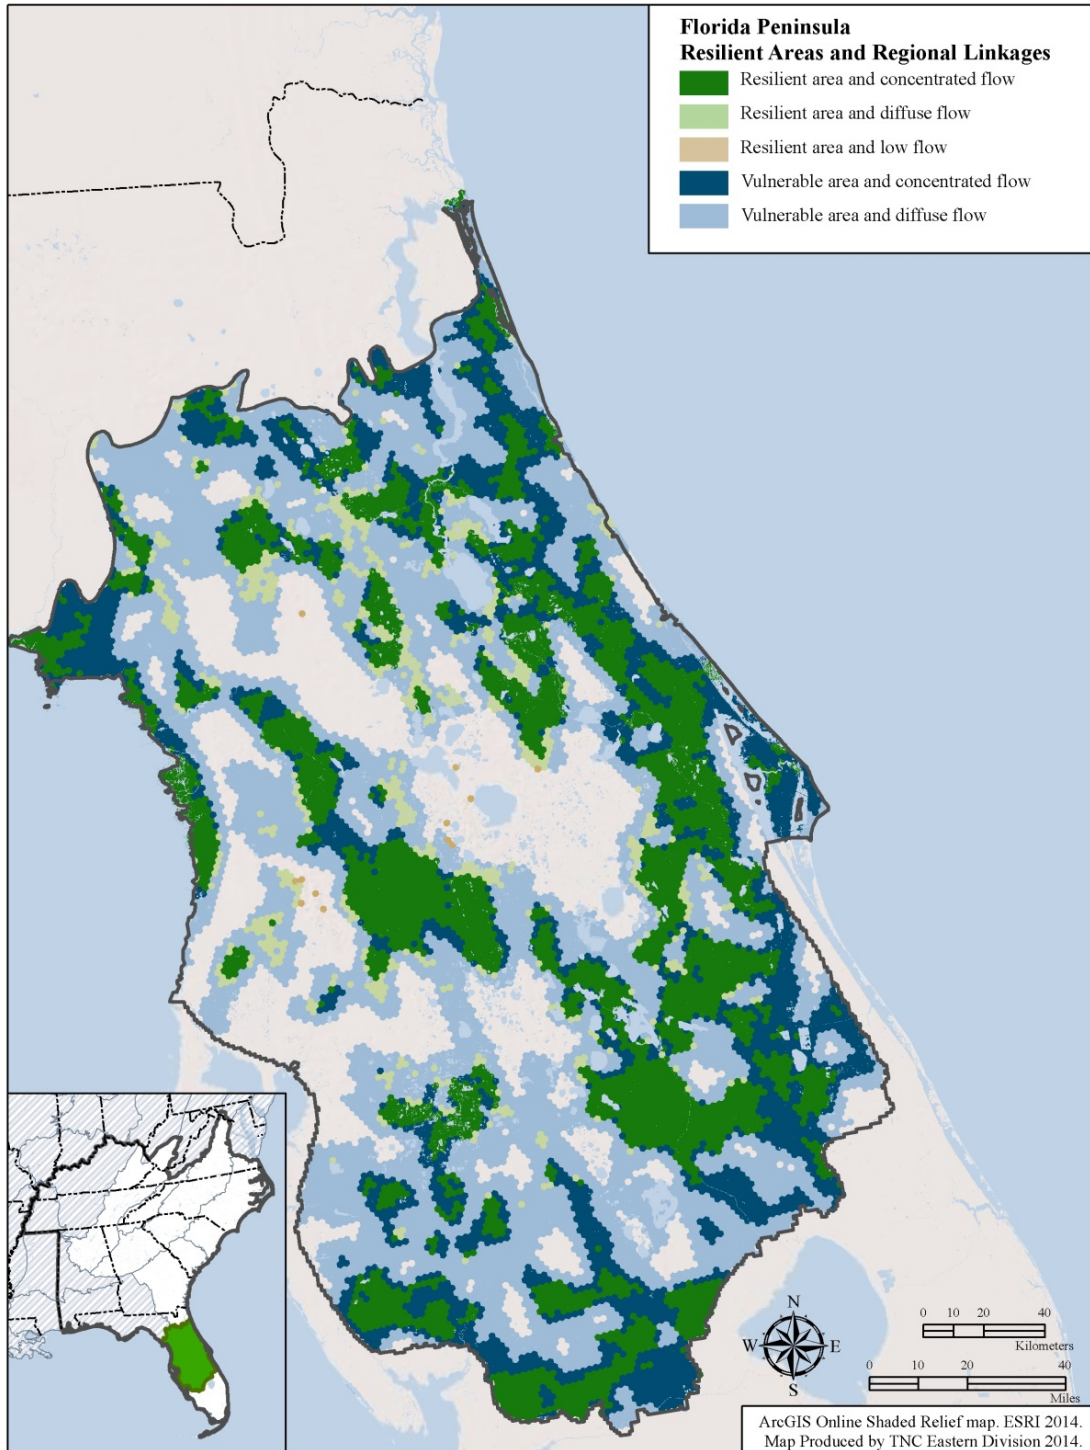 Florida Peninsula
Resilient Areas and Regional Linkages
Resilient area and concentrated flow
Resilient area and diffuse flow
Resilient area and low flow
Vulnerable area and concentrated flow
Vulnerable area and diffuse flow
N
W E
S
0 10 20 40
Kilometers
0 10 20 40
Miles
ArcGIS Online Shaded Relief map. ESRI 2014.
Map Produced by TNC Eastern Division 2014.